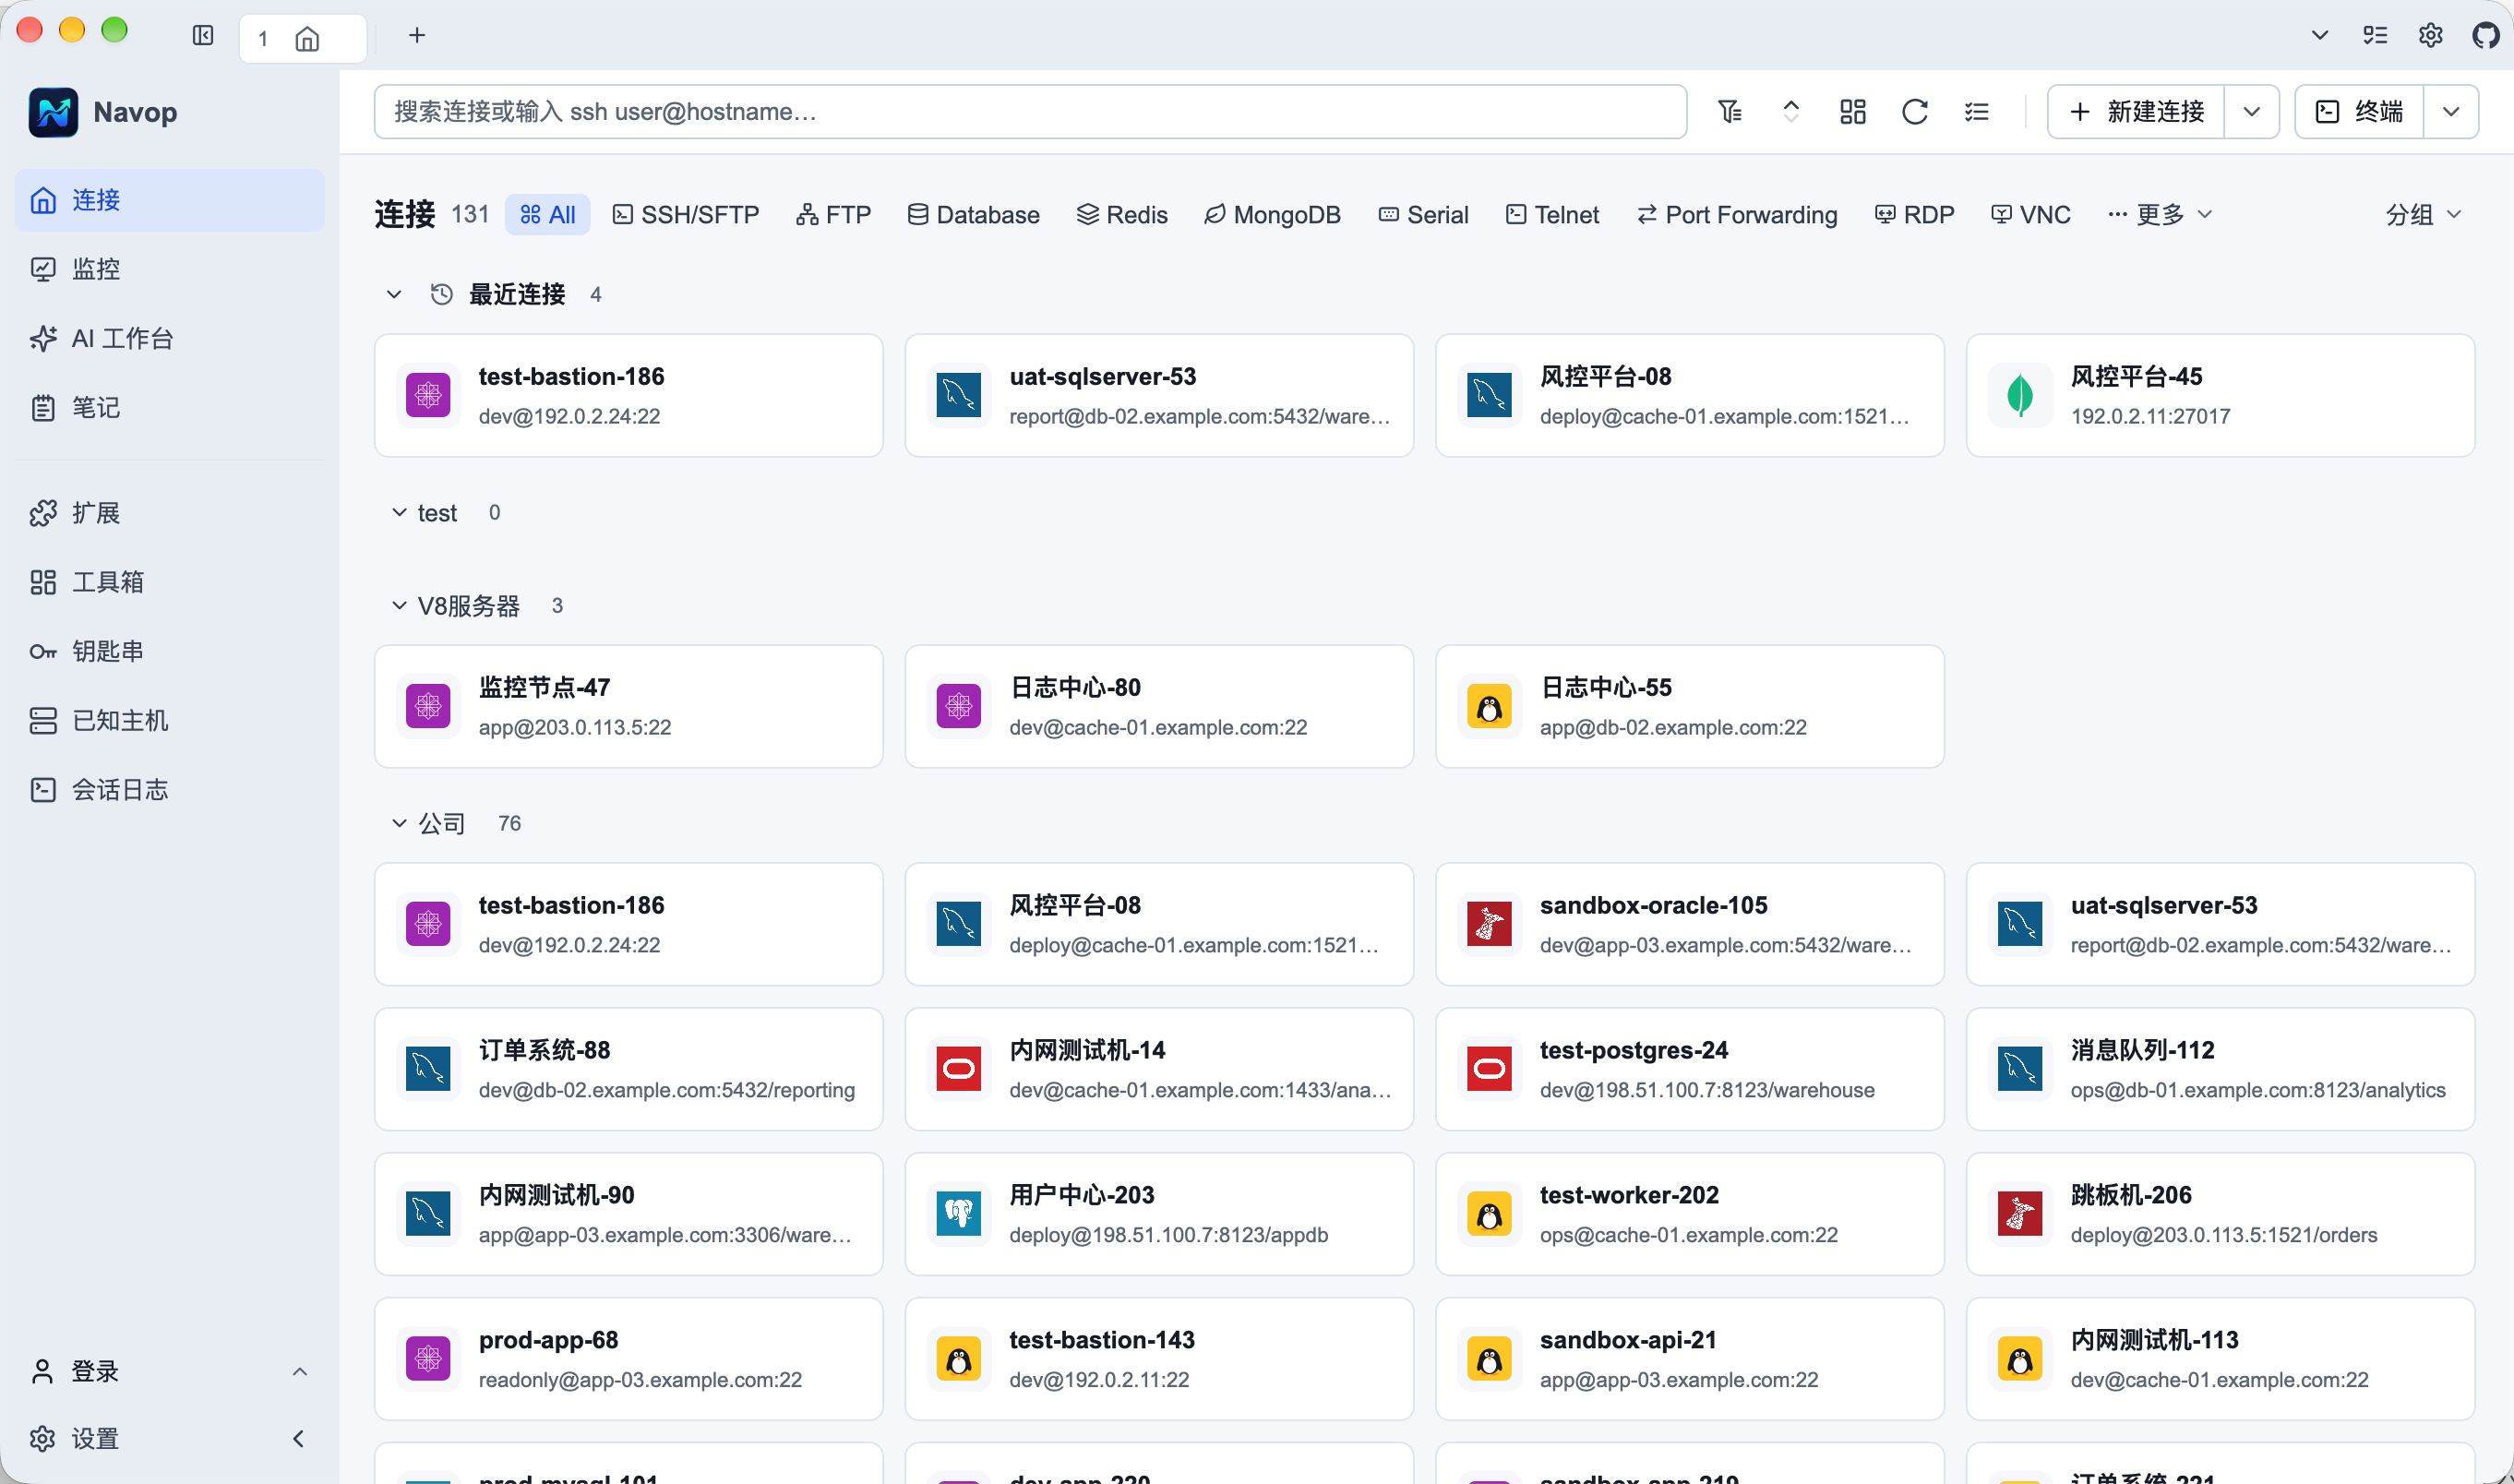 1
Navop
搜索连接或输入 ssh user@hostname…
新建连接
终端
连接
监控
AI 工作台
笔记
扩展
工具箱
钥匙串
已知主机
会话日志
登录
设置
连接 131 All SSH/SFTP FTP Database Redis MongoDB Serial Telnet Port Forwarding RDP VNC 更多 分组
最近连接 4
test-bastion-186
dev@192.0.2.24:22
uat-sqlserver-53
report@db-02.example.com:5432/ware…
风控平台-08
deploy@cache-01.example.com:1521…
风控平台-45
192.0.2.11:27017
test 0
V8服务器 3
监控节点-47
app@203.0.113.5:22
日志中心-80
dev@cache-01.example.com:22
日志中心-55
app@db-02.example.com:22
公司 76
test-bastion-186
dev@192.0.2.24:22
风控平台-08
deploy@cache-01.example.com:1521…
sandbox-oracle-105
dev@app-03.example.com:5432/ware…
uat-sqlserver-53
report@db-02.example.com:5432/ware…
订单系统-88
dev@db-02.example.com:5432/reporting
内网测试机-14
dev@cache-01.example.com:1433/ana…
test-postgres-24
dev@198.51.100.7:8123/warehouse
消息队列-112
ops@db-01.example.com:8123/analytics
内网测试机-90
app@app-03.example.com:3306/ware…
用户中心-203
deploy@198.51.100.7:8123/appdb
test-worker-202
ops@cache-01.example.com:22
跳板机-206
deploy@203.0.113.5:1521/orders
prod-app-68
readonly@app-03.example.com:22
test-bastion-143
dev@192.0.2.11:22
sandbox-api-21
app@app-03.example.com:22
内网测试机-113
dev@cache-01.example.com:22
prod-mysql-101
dev-app-220
sandbox-app-219
订单系统-221